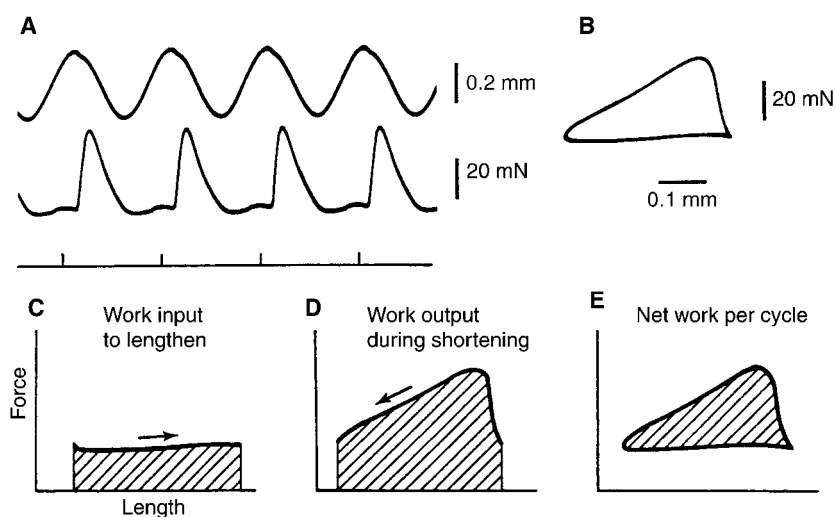 A
0.2 mm
20 mN
B
20 mN
0.1 mm
C
Work input
to lengthen
Force
Length
D
Work output
during shortening
E
Net work per cycle